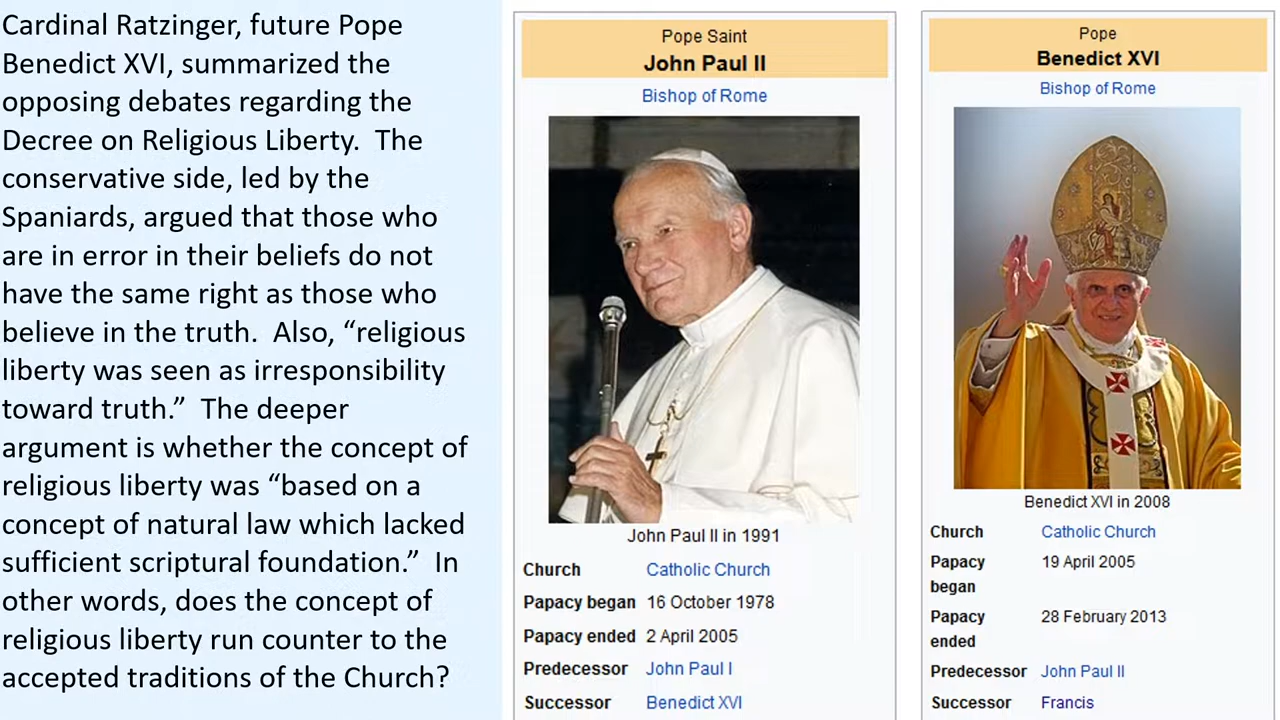 Cardinal Ratzinger, future Pope
Benedict XVI, summarized the
opposing debates regarding the
Decree on Religious Liberty.  The
conservative side, led by the
Spaniards, argued that those who
are in error in their beliefs do not
have the same right as those who
believe in the truth.  Also, “religious
liberty was seen as irresponsibility
toward truth.”  The deeper
argument is whether the concept of
religious liberty was “based on a
concept of natural law which lacked
sufficient scriptural foundation.”  In
other words, does the concept of
religious liberty run counter to the
accepted traditions of the Church?
Pope Saint
John Paul II
Bishop of Rome
John Paul II in 1991
Church Catholic Church
Papacy began 16 October 1978
Papacy ended 2 April 2005
Predecessor John Paul I
Successor Benedict XVI
Pope
Benedict XVI
Bishop of Rome
Benedict XVI in 2008
Church Catholic Church
Papacy 19 April 2005
began
Papacy 28 February 2013
ended
Predecessor John Paul II
Successor Francis